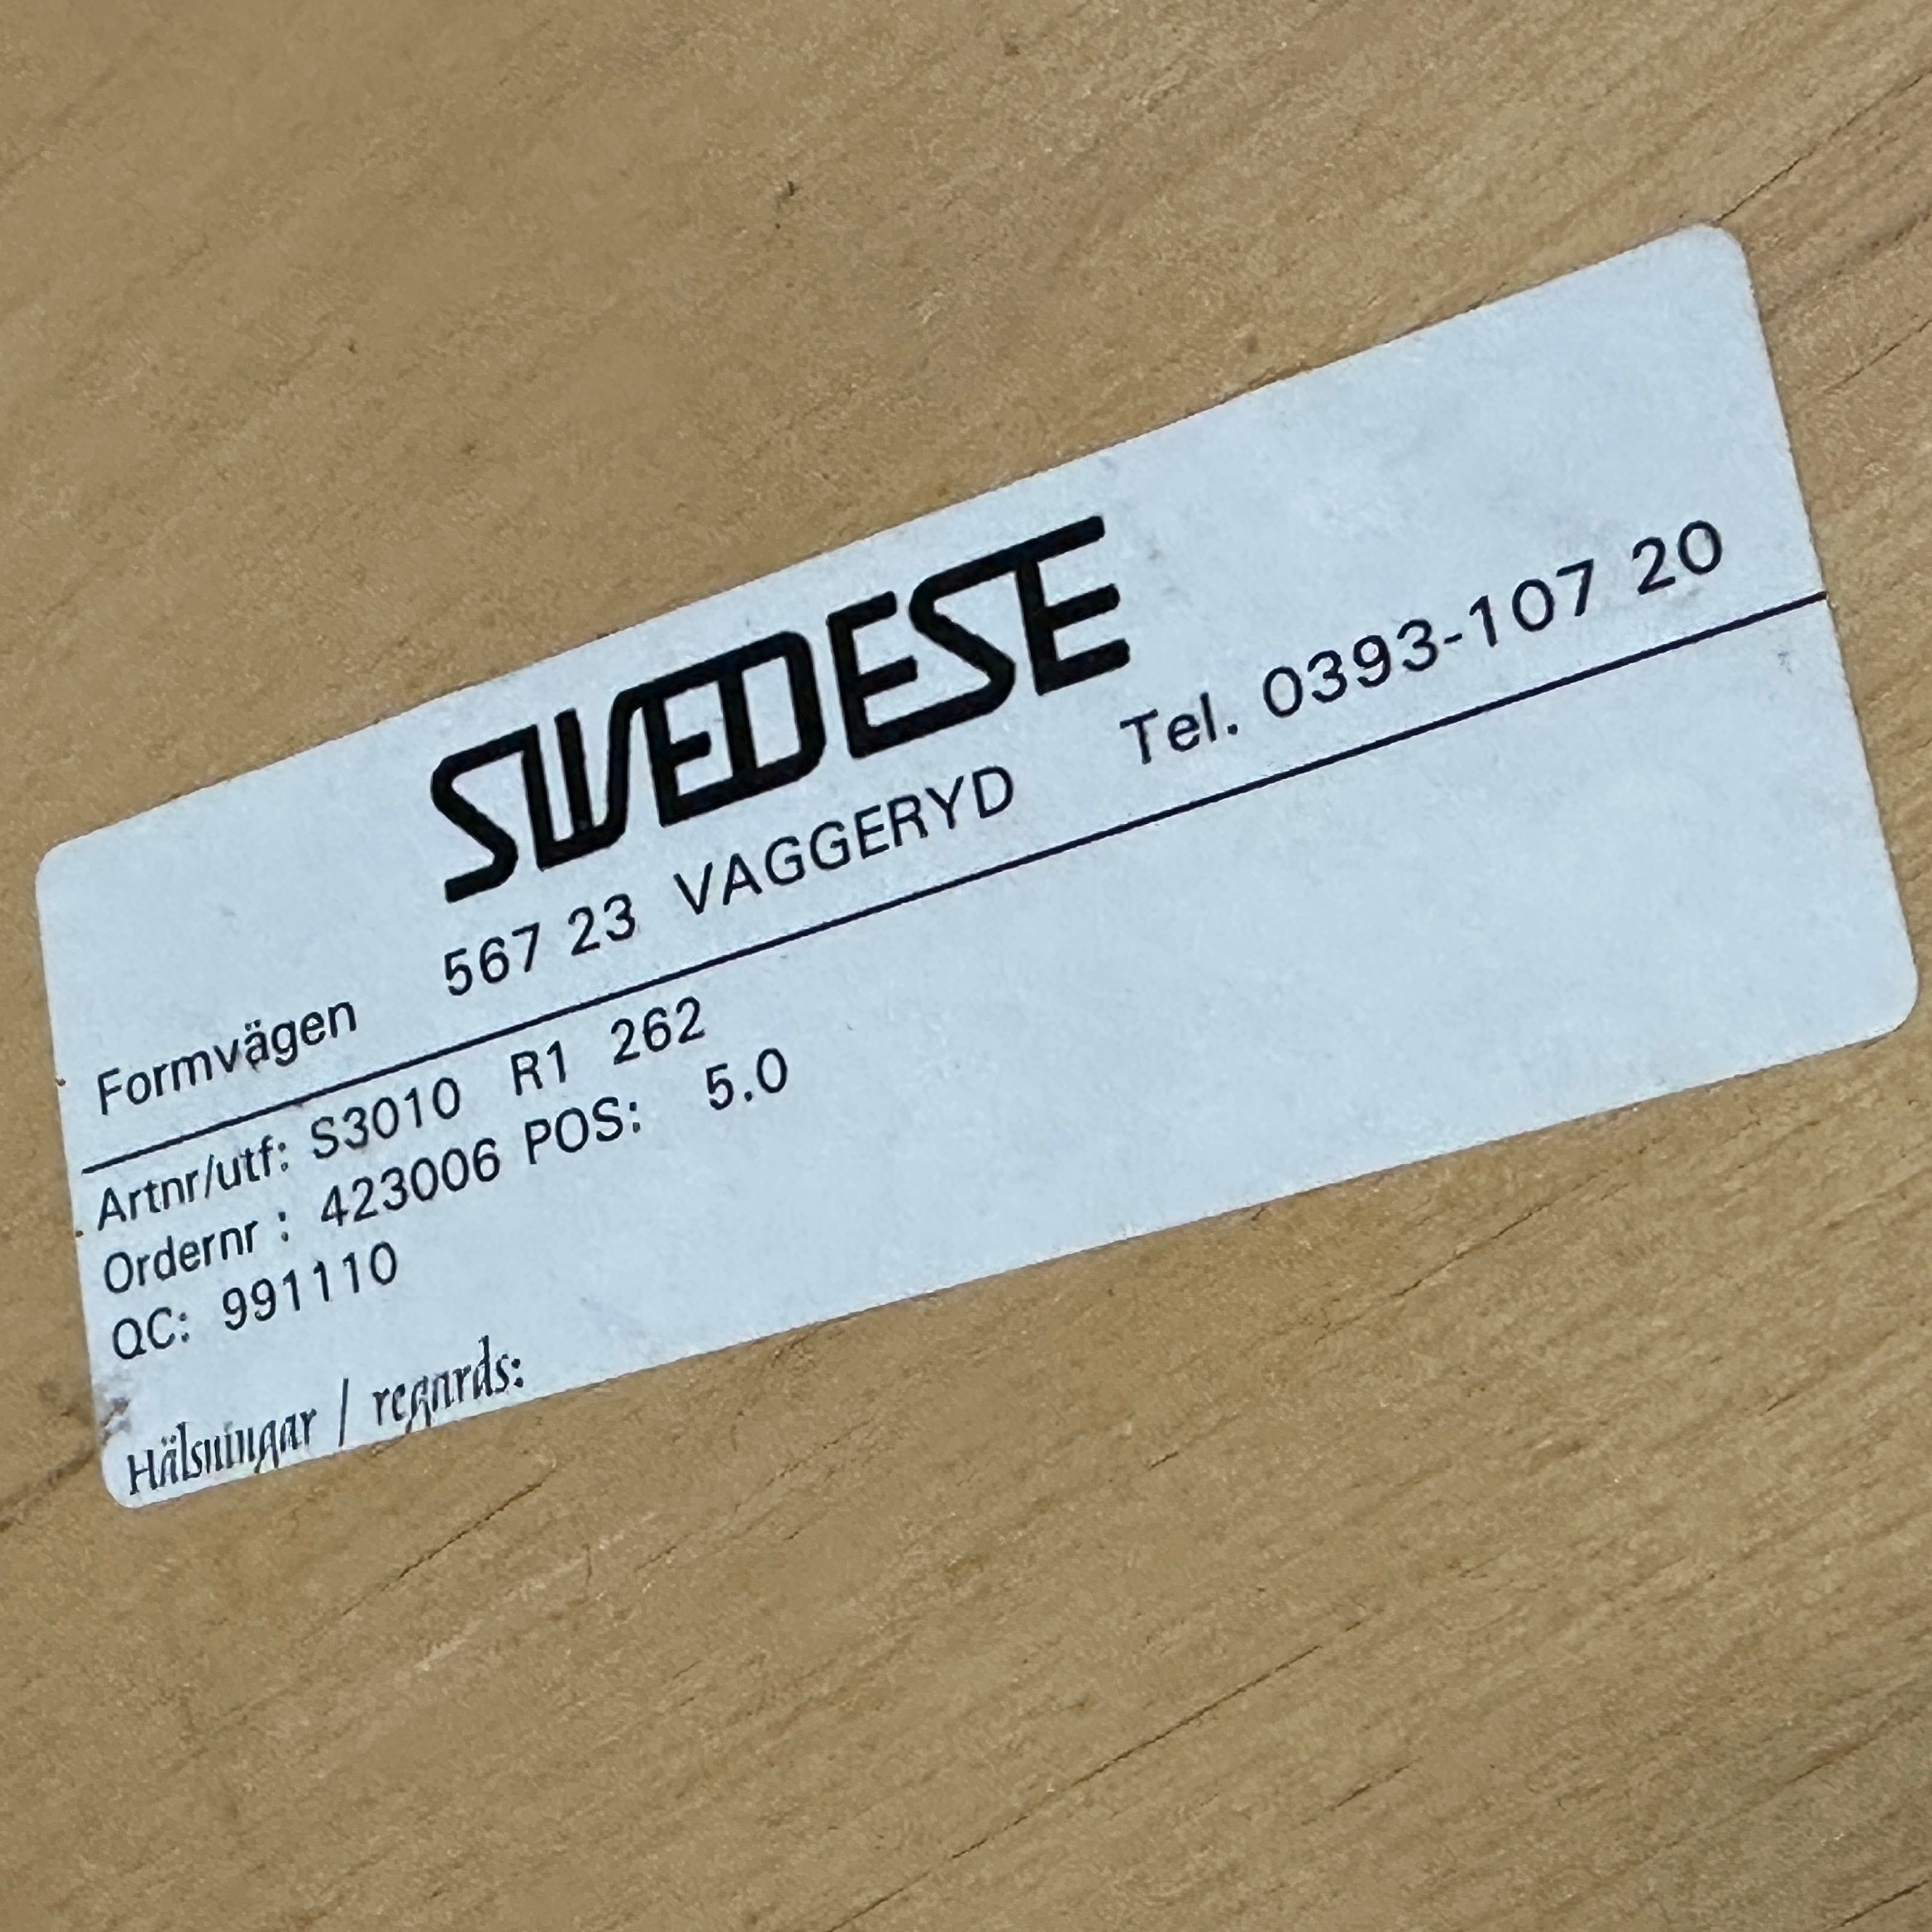 SWEDESE
Formvägen 567 23 VAGGERYD Tel. 0393-107 20
Artnr/utf: S3010 R1 262
Ordernr : 423006 POS: 5.0
QC: 991110
Hälsningar / regards: